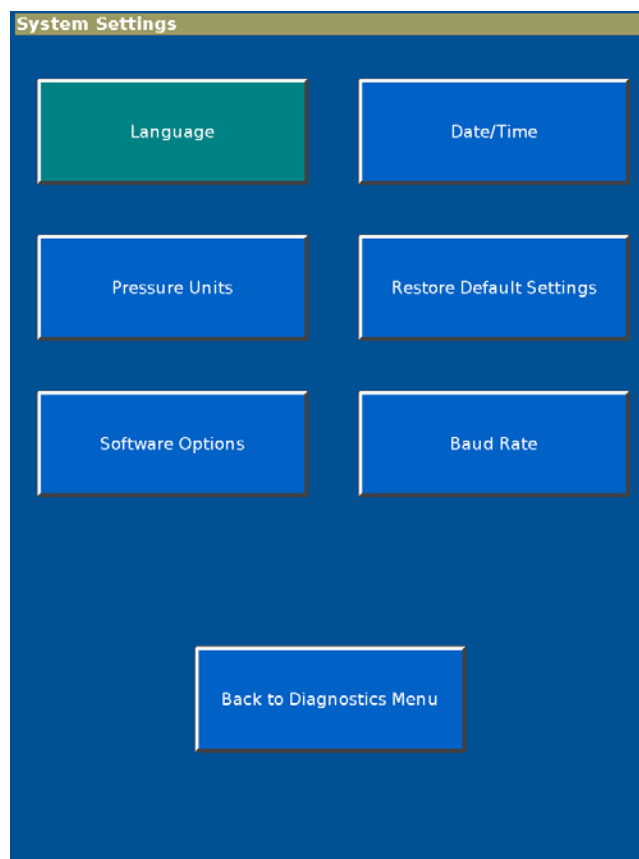 System Settings
Language
Date/Time
Pressure Units
Restore Default Settings
Software Options
Baud Rate
Back to Diagnostics Menu